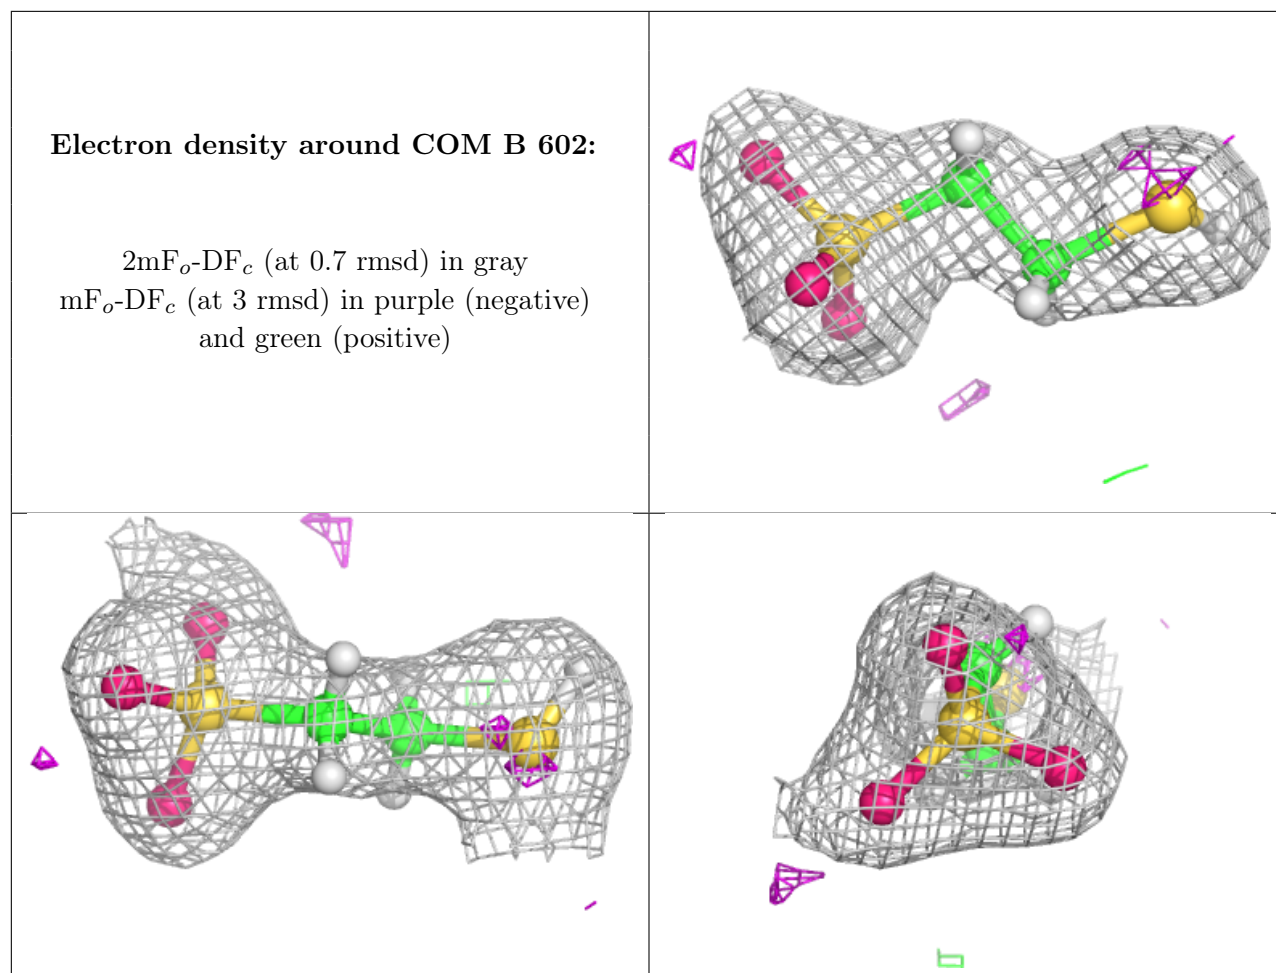 Electron density around COM B 602:
2mFo-DFc (at 0.7 rmsd) in gray
mFo-DFc (at 3 rmsd) in purple (negative)
and green (positive)